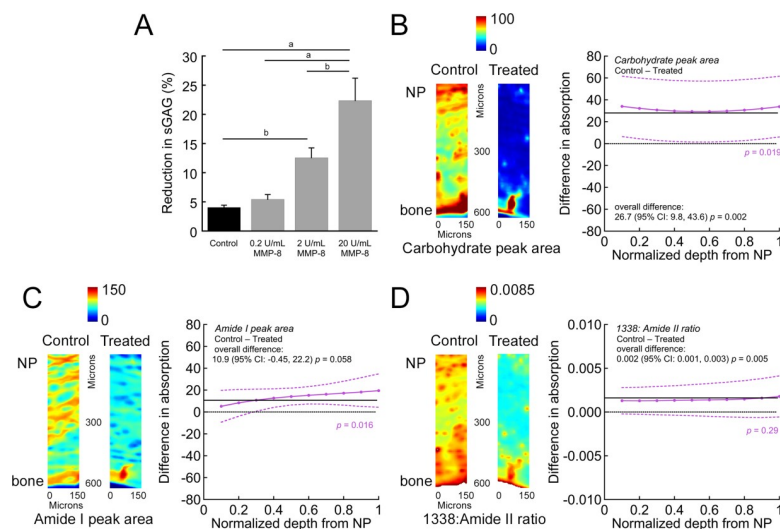 A
Reduction in sGAG (%)
30
25
20
15
10
5
0
a
a
b
b
Control
0.2 U/mL MMP-8
2 U/mL MMP-8
20 U/mL MMP-8
B
100
0
Control Treated
NP
bone
Microns
300
600
0 150
0 150
Microns
Carbohydrate peak area
Difference in absorption
80
60
40
20
0
-20
-40
-60
-80
Carbohydrate peak area
Control – Treated
p = 0.019
overall difference:
26.7 (95% CI: 9.8, 43.6) p = 0.002
0 0.2 0.4 0.6 0.8 1
Normalized depth from NP
C
150
0
Control Treated
NP
bone
Microns
300
600
0 150
0 150
Microns
Amide I peak area
Difference in absorption
80
60
40
20
0
-20
-40
-60
-80
Amide I peak area
Control – Treated
overall difference:
10.9 (95% CI: -0.45, 22.2) p = 0.058
p = 0.016
0 0.2 0.4 0.6 0.8 1
Normalized depth from NP
D
0.0085
0
Control Treated
NP
bone
Microns
300
600
0 150
0 150
Microns
1338:Amide II ratio
Difference in absorption
0.010
0.005
0.000
-0.005
-0.010
1338: Amide II ratio
Control – Treated
overall difference:
0.002 (95% CI: 0.001, 0.003) p = 0.005
p = 0.29
0 0.2 0.4 0.6 0.8 1
Normalized depth from NP